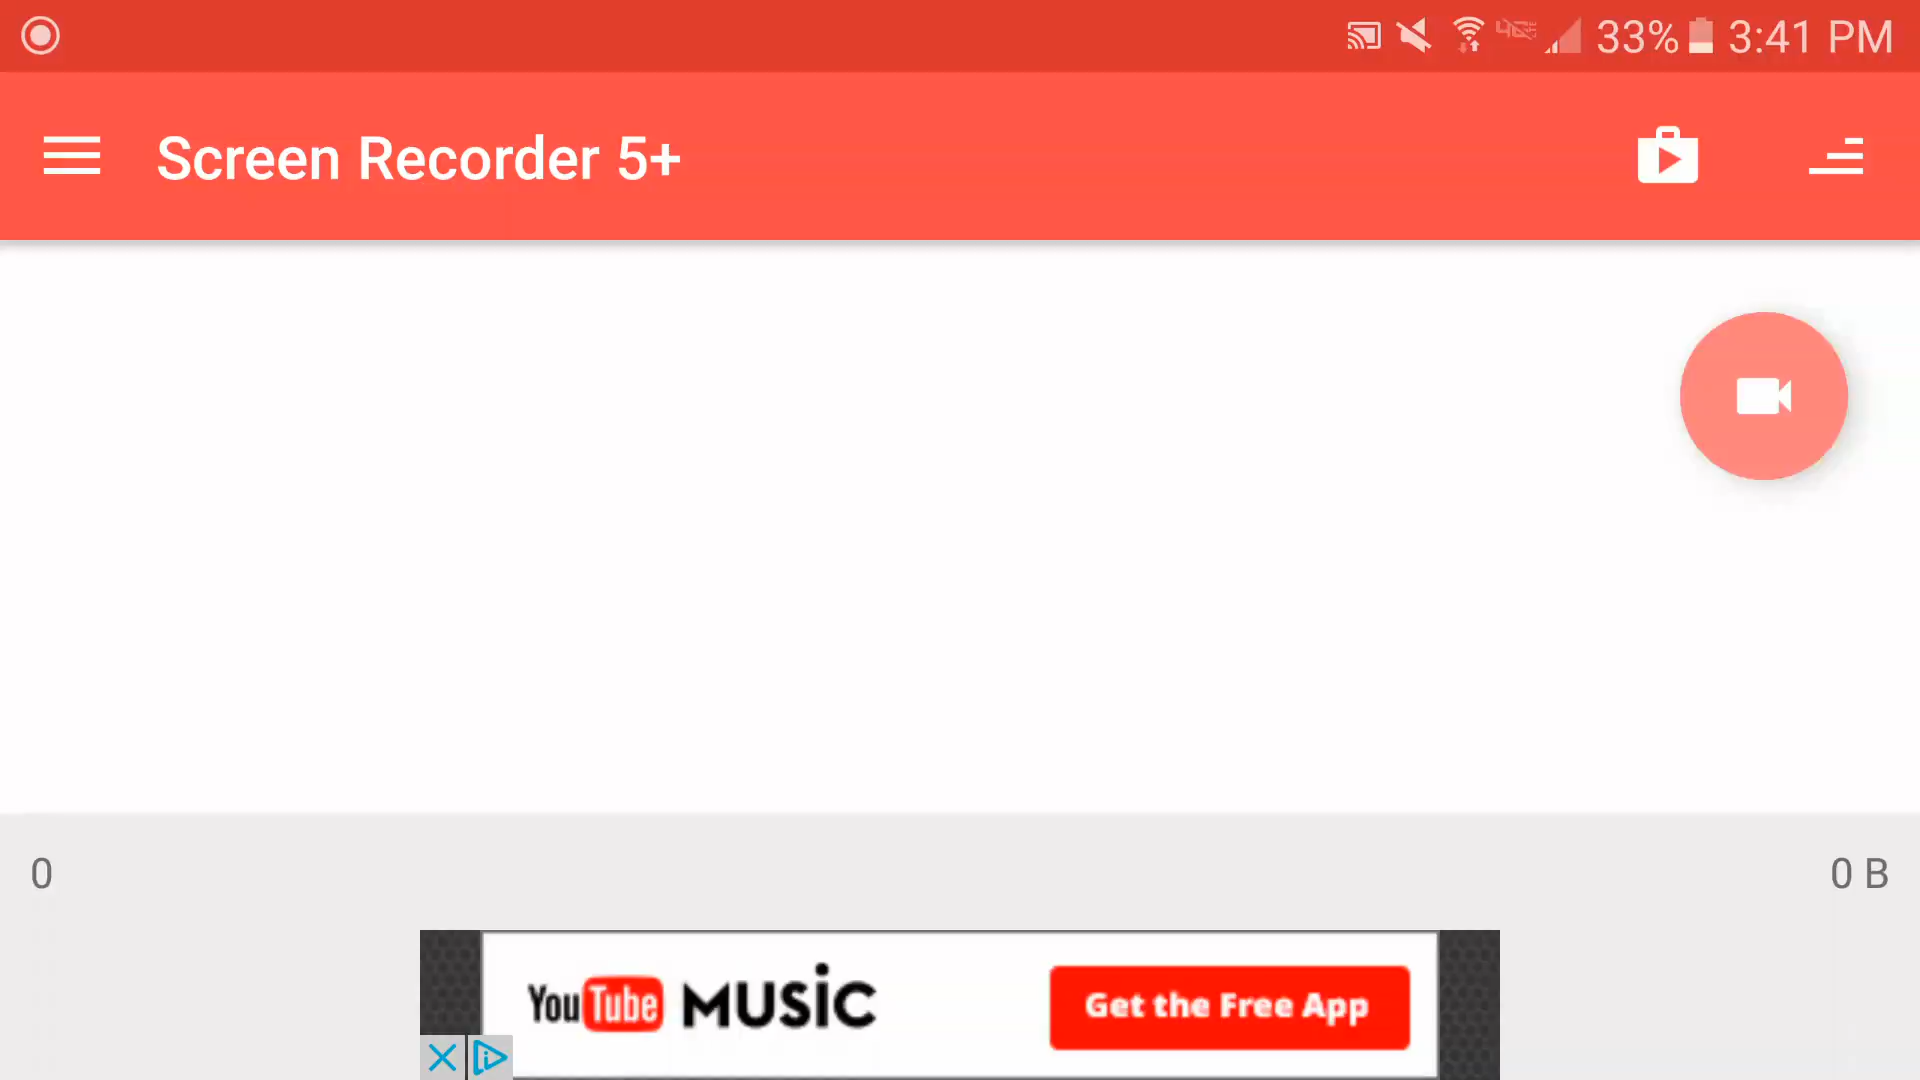 33% 3:41 PM
Screen Recorder 5+
0 0 B
YouTube MUSIC Get the Free App